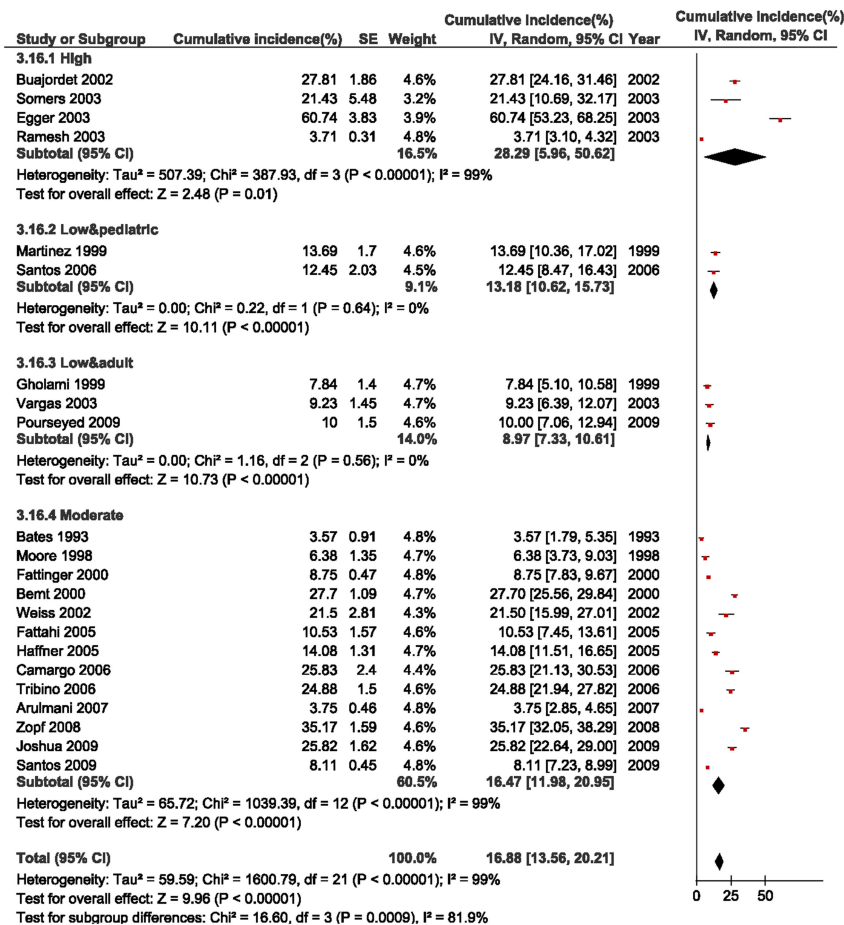 Cumulative Incidence(%) Cumulative Incidence(%)
Study or Subgroup Cumulative incidence(%) SE Weight IV, Random, 95% CI Year IV, Random, 95% CI
3.16.1 High
Buajordet 2002 27.81 1.86 4.6% 27.81 [24.16, 31.46] 2002
Somers 2003 21.43 5.48 3.2% 21.43 [10.69, 32.17] 2003
Egger 2003 60.74 3.83 3.9% 60.74 [53.23, 68.25] 2003
Ramesh 2003 3.71 0.31 4.8% 3.71 [3.10, 4.32] 2003
Subtotal (95% CI) 16.5% 28.29 [5.96, 50.62]
Heterogeneity: Tau² = 507.39; Chi² = 387.93, df = 3 (P < 0.00001); I² = 99%
Test for overall effect: Z = 2.48 (P = 0.01)
3.16.2 Low&pediatric
Martinez 1999 13.69 1.7 4.6% 13.69 [10.36, 17.02] 1999
Santos 2006 12.45 2.03 4.5% 12.45 [8.47, 16.43] 2006
Subtotal (95% CI) 9.1% 13.18 [10.62, 15.73]
Heterogeneity: Tau² = 0.00; Chi² = 0.22, df = 1 (P = 0.64); I² = 0%
Test for overall effect: Z = 10.11 (P < 0.00001)
3.16.3 Low&adult
Gholami 1999 7.84 1.4 4.7% 7.84 [5.10, 10.58] 1999
Vargas 2003 9.23 1.45 4.7% 9.23 [6.39, 12.07] 2003
Pourseyed 2009 10 1.5 4.6% 10.00 [7.06, 12.94] 2009
Subtotal (95% CI) 14.0% 8.97 [7.33, 10.61]
Heterogeneity: Tau² = 0.00; Chi² = 1.16, df = 2 (P = 0.56); I² = 0%
Test for overall effect: Z = 10.73 (P < 0.00001)
3.16.4 Moderate
Bates 1993 3.57 0.91 4.8% 3.57 [1.79, 5.35] 1993
Moore 1998 6.38 1.35 4.7% 6.38 [3.73, 9.03] 1998
Fattinger 2000 8.75 0.47 4.8% 8.75 [7.83, 9.67] 2000
Bemt 2000 27.7 1.09 4.7% 27.70 [25.56, 29.84] 2000
Weiss 2002 21.5 2.81 4.3% 21.50 [15.99, 27.01] 2002
Fattahi 2005 10.53 1.57 4.6% 10.53 [7.45, 13.61] 2005
Haffner 2005 14.08 1.31 4.7% 14.08 [11.51, 16.65] 2005
Camargo 2006 25.83 2.4 4.4% 25.83 [21.13, 30.53] 2006
Tribino 2006 24.88 1.5 4.6% 24.88 [21.94, 27.82] 2006
Arulmani 2007 3.75 0.46 4.8% 3.75 [2.85, 4.65] 2007
Zopf 2008 35.17 1.59 4.6% 35.17 [32.05, 38.29] 2008
Joshua 2009 25.82 1.62 4.6% 25.82 [22.64, 29.00] 2009
Santos 2009 8.11 0.45 4.8% 8.11 [7.23, 8.99] 2009
Subtotal (95% CI) 60.5% 16.47 [11.98, 20.95]
Heterogeneity: Tau² = 65.72; Chi² = 1039.39, df = 12 (P < 0.00001); I² = 99%
Test for overall effect: Z = 7.20 (P < 0.00001)
Total (95% CI) 100.0% 16.88 [13.56, 20.21]
Heterogeneity: Tau² = 59.59; Chi² = 1600.79, df = 21 (P < 0.00001); I² = 99%
Test for overall effect: Z = 9.96 (P < 0.00001)
Test for subgroup differences: Chi² = 16.60, df = 3 (P = 0.0009), I² = 81.9%
0 25 50